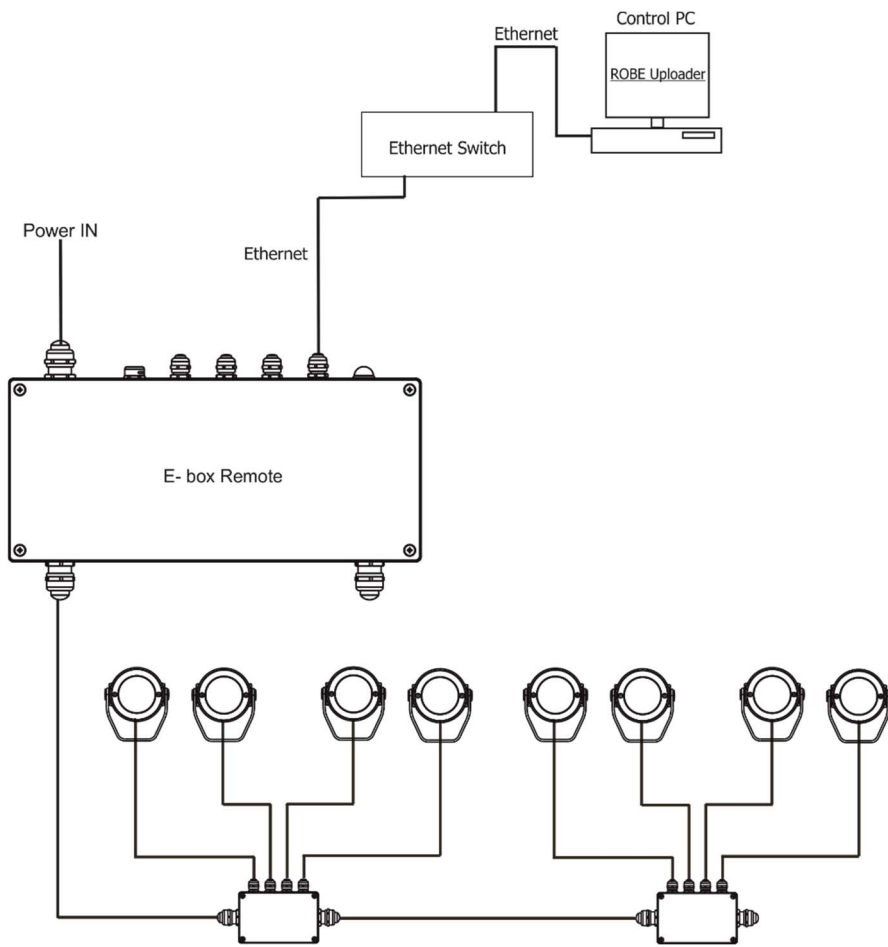 Control PC
Ethernet
ROBE Uploader
Ethernet Switch
Power IN
Ethernet
E- box Remote